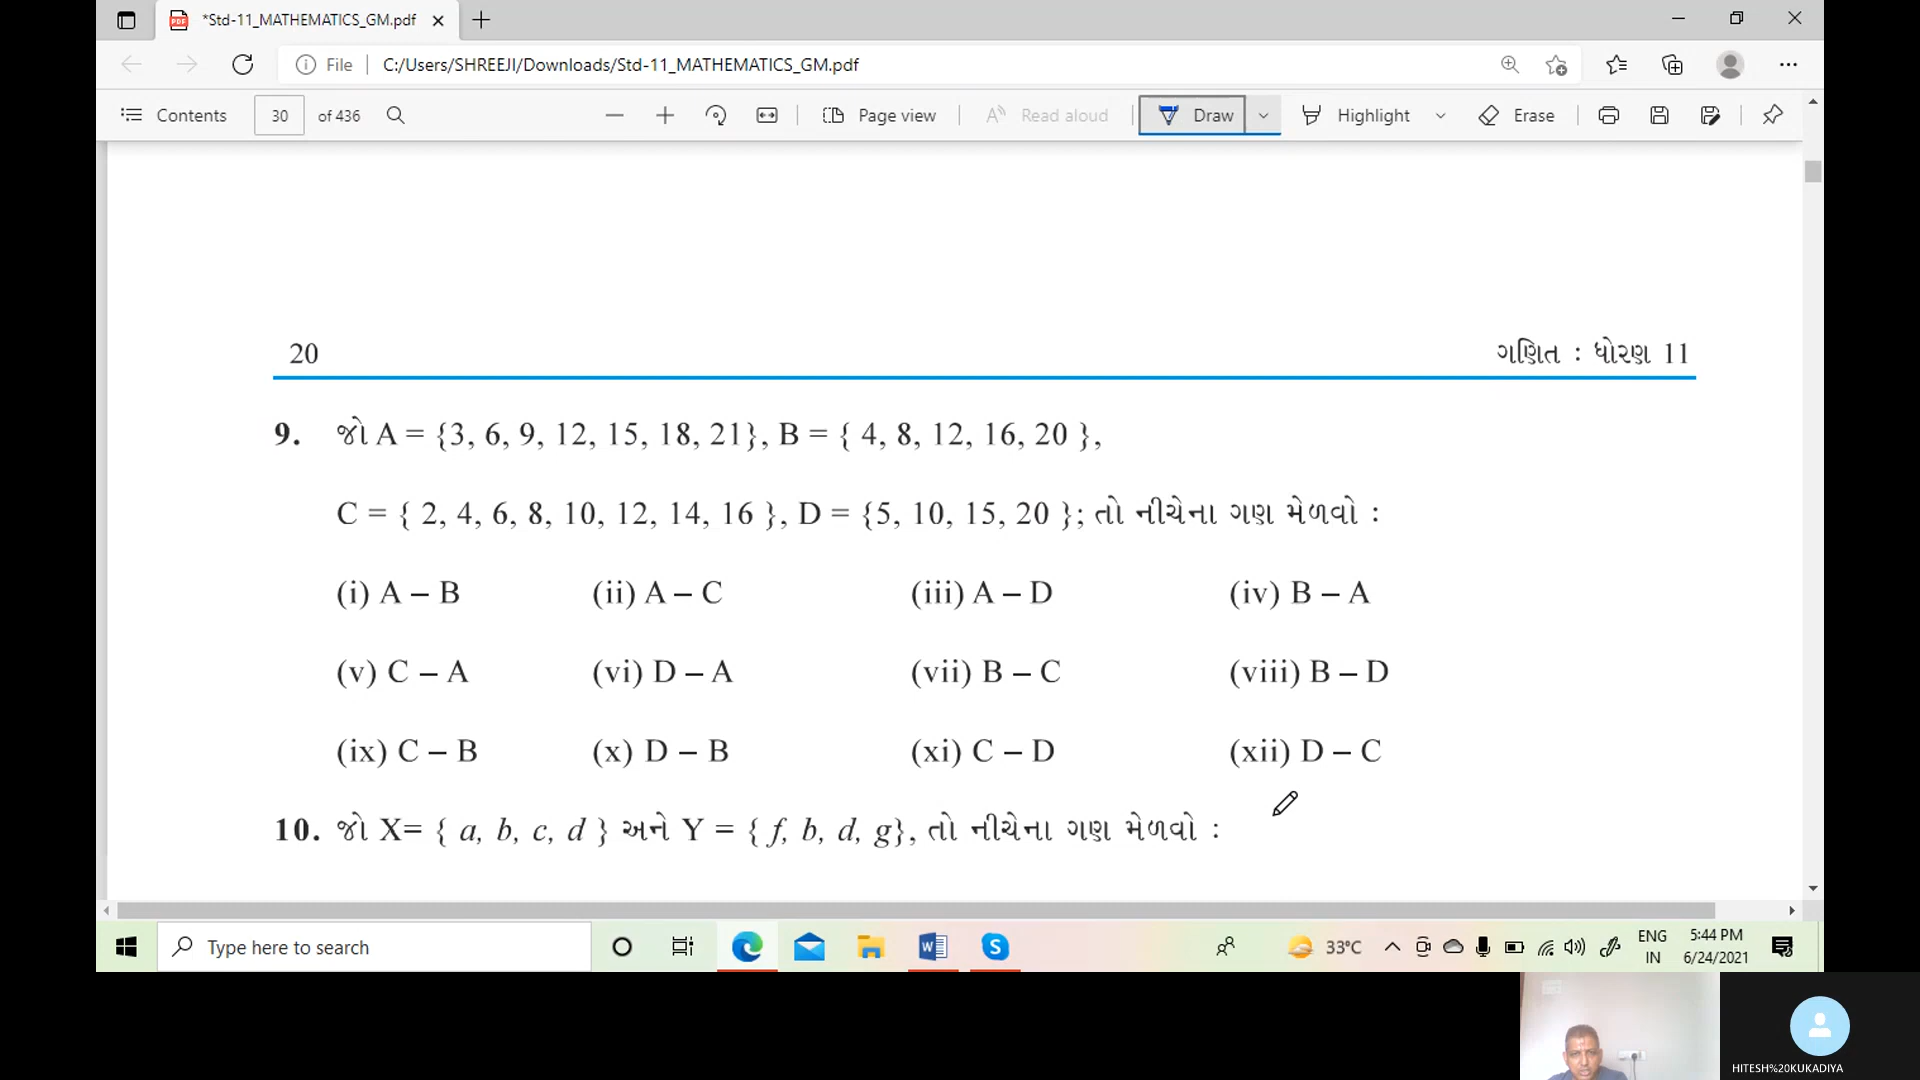 *Std-11_MATHEMATICS_GM.pdf
File C:/Users/SHREEJI/Downloads/Std-11_MATHEMATICS_GM.pdf
Contents 30 of 436 Page view Read aloud Draw Highlight Erase
20 ગણિત : ધોરણ 11
9. જો A = {3, 6, 9, 12, 15, 18, 21}, B = { 4, 8, 12, 16, 20 },
C = { 2, 4, 6, 8, 10, 12, 14, 16 }, D = {5, 10, 15, 20 }; તો નીચેના ગણ મેળવો :
(i) A – B (ii) A – C (iii) A – D (iv) B – A
(v) C – A (vi) D – A (vii) B – C (viii) B – D
(ix) C – B (x) D – B (xi) C – D (xii) D – C
10. જો X= { a, b, c, d } અને Y = { f, b, d, g}, તો નીચેના ગણ મેળવો :
Type here to search 33°C ENG 5:44 PM
IN 6/24/2021
HITESH%20KUKADIYA